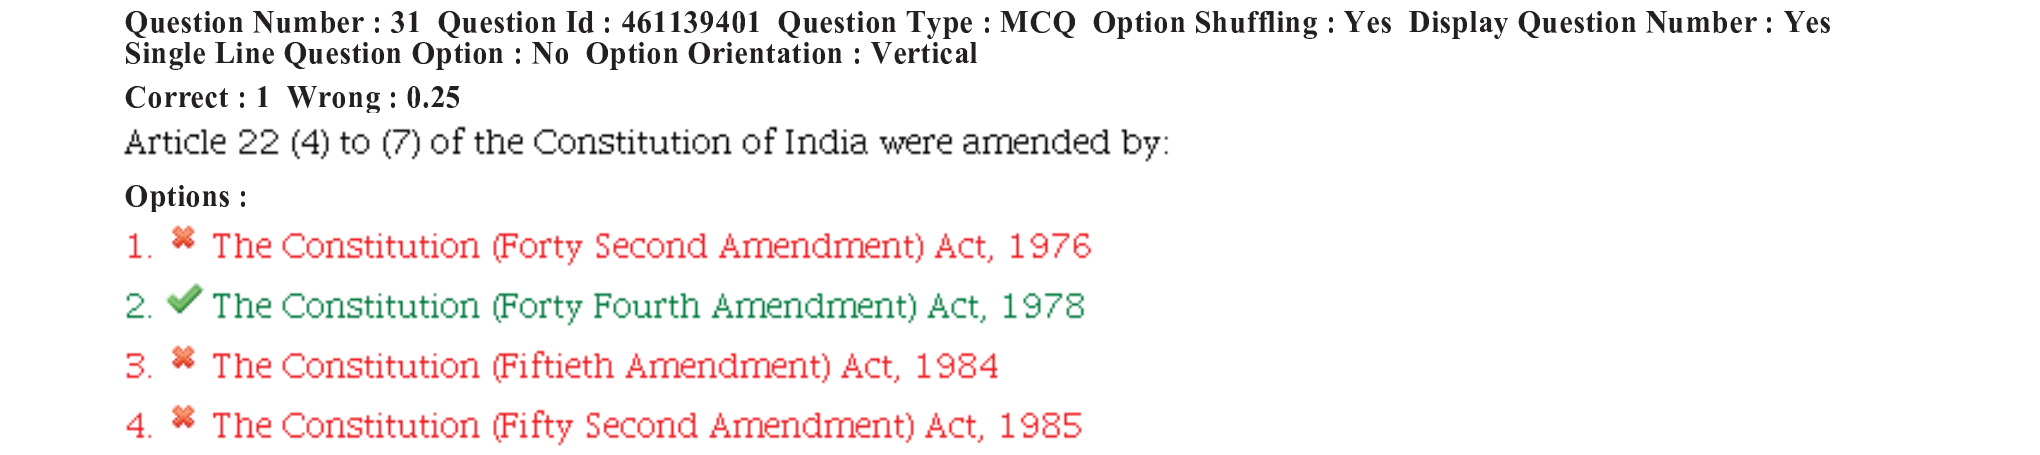 Question Number : 31 Question Id : 461139401 Question Type : MCQ Option Shuffling : Yes Display Question Number : Yes
Single Line Question Option : No Option Orientation : Vertical
Correct : 1 Wrong : 0.25
Article 22 (4) to (7) of the Constitution of India were amended by:
Options :
1. The Constitution (Forty Second Amendment) Act, 1976
2. The Constitution (Forty Fourth Amendment) Act, 1978
3. The Constitution (Fiftieth Amendment) Act, 1984
4. The Constitution (Fifty Second Amendment) Act, 1985